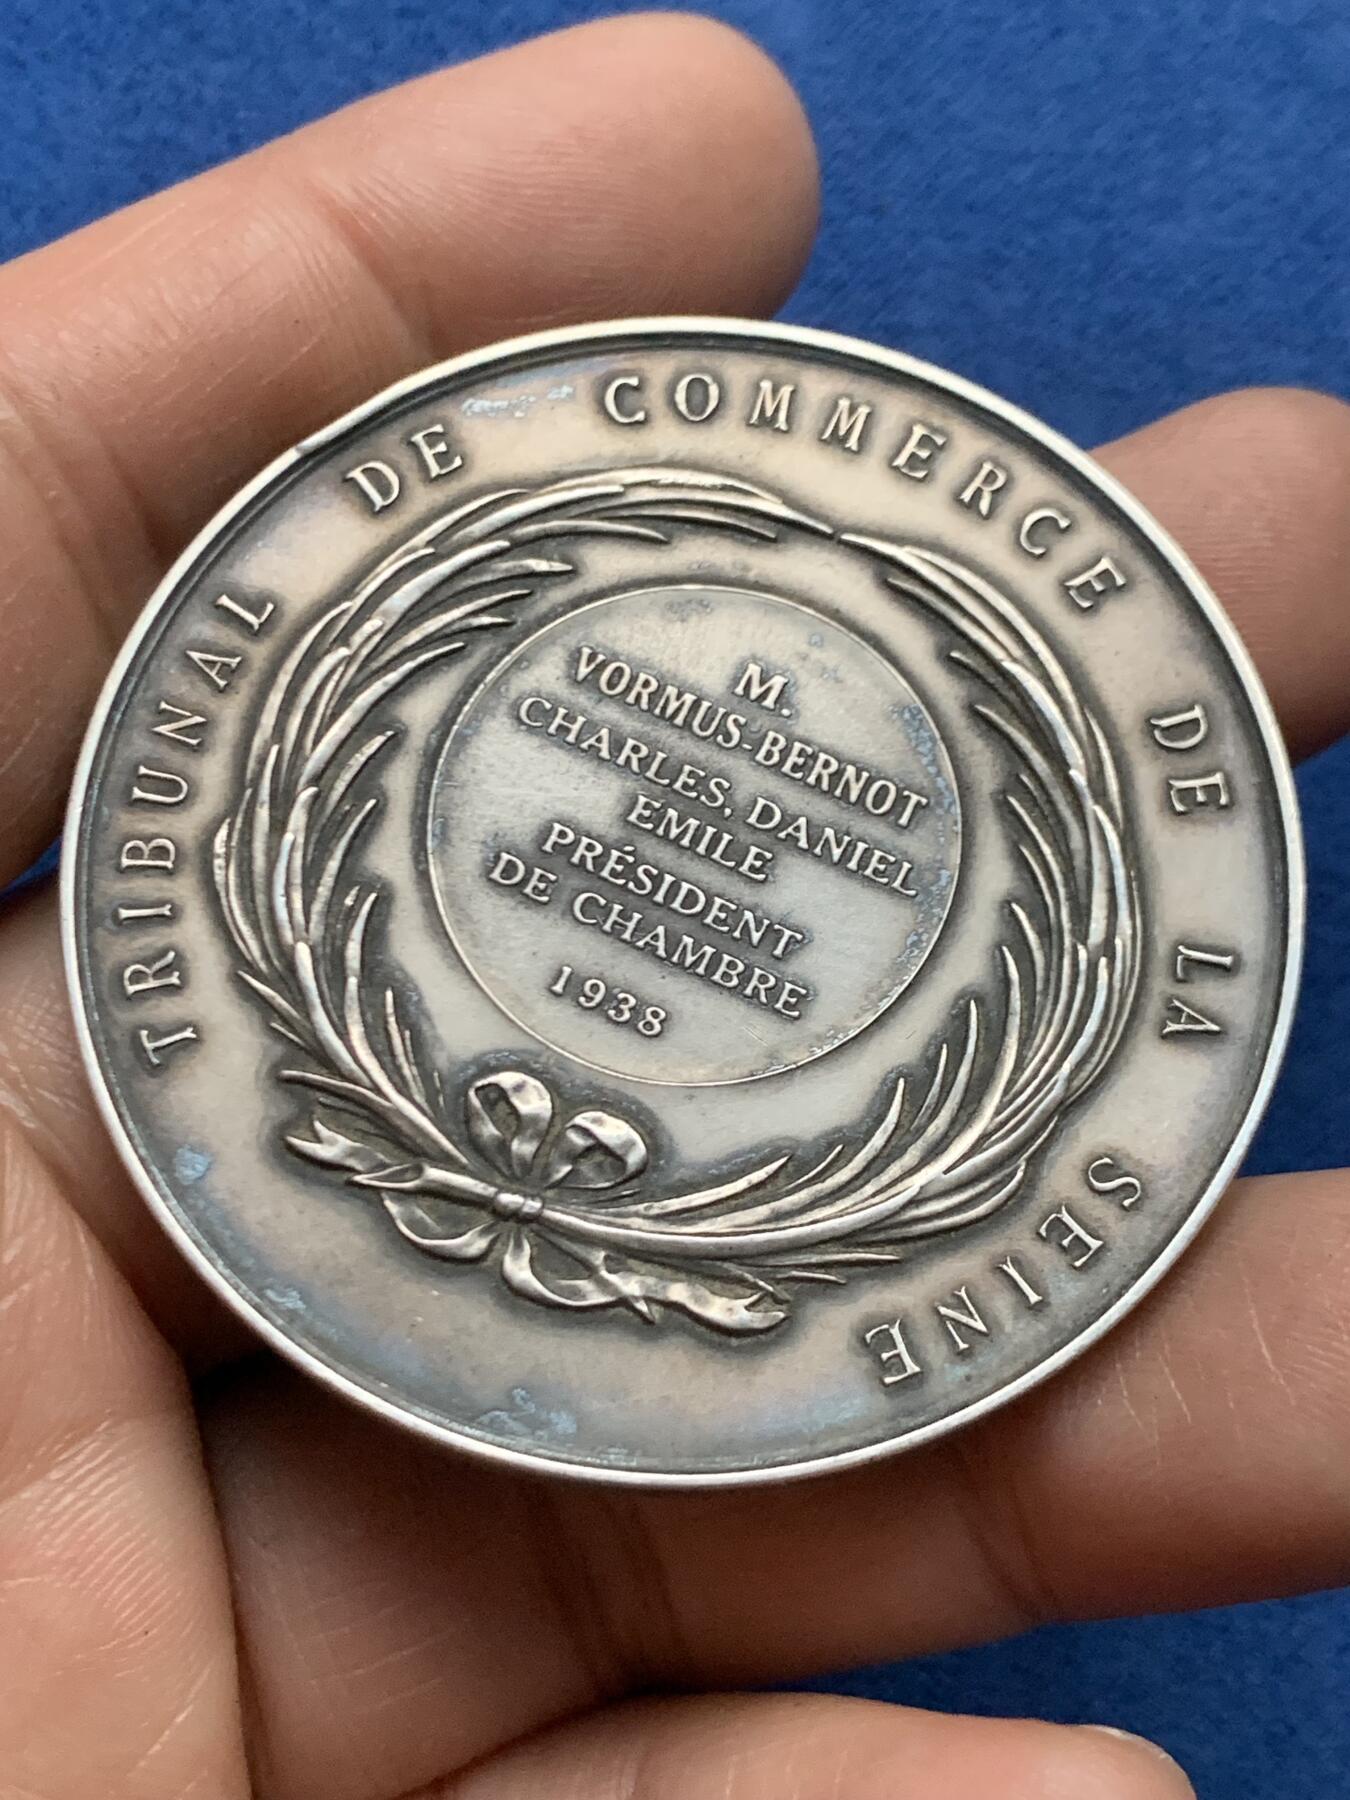 TRIBUNAL DE COMMERCE DE LA SEINE
M.
VORMUS-BERNOT
CHARLES, DANIEL
EMILE
PRÉSIDENT
DE CHAMBRE
1938